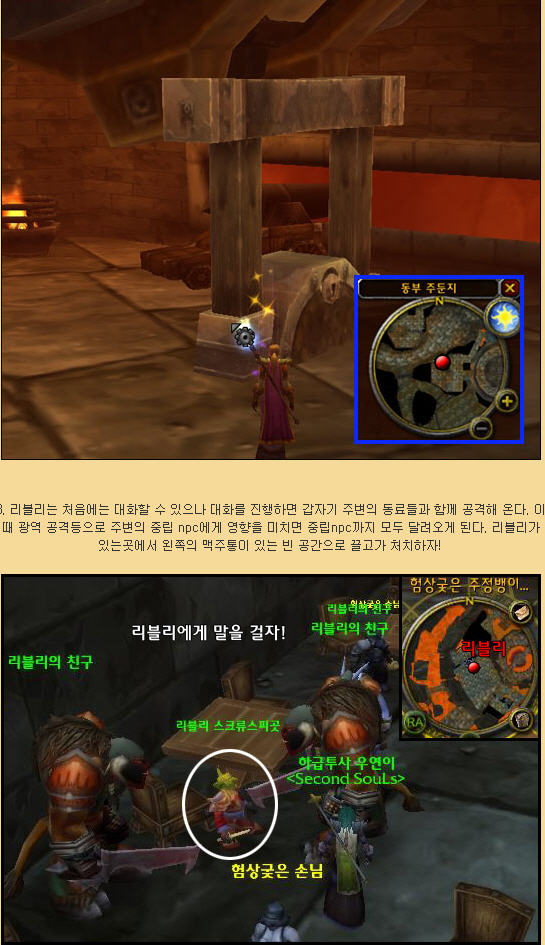 동부 주둔지
N
3. 리블리는 처음에는 대화할 수 있으나 대화를 진행하면 갑자기 주변의 동료들과 함께 공격해 온다. 이
때 광역 공격등으로 주변의 중립 npc에게 영향을 미치면 중립npc까지 모두 달려오게 된다. 리블리가
있는곳에서 왼쪽의 맥주통이 있는 빈 공간으로 끌고가 처치하자!
험상궂은 주정뱅이...
N
험상궂은 손님
리블리의 친구
리블리에게 말을 걸자!
리블리의 친구
리블리
리블리의 친구
리블리 스크류스피곳
RA
하급투사 우연이
<Second SouLs>
험상궂은 손님